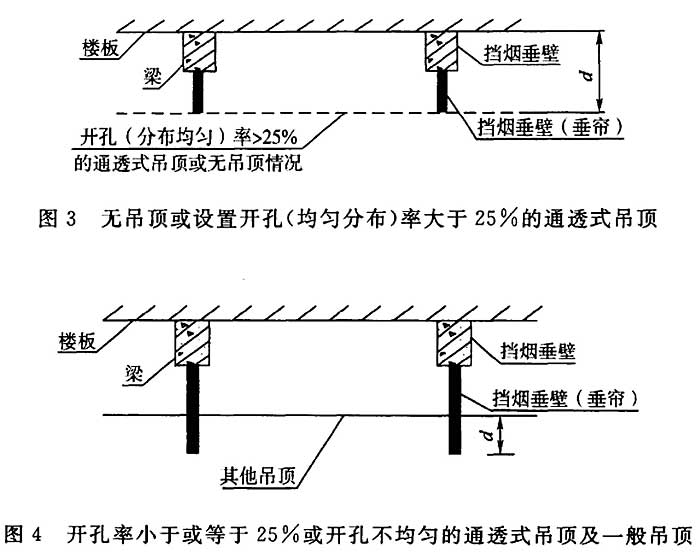 楼板
梁
挡烟垂壁
d
挡烟垂壁(垂帘)
开孔(分布均匀)率>25%
的通透式吊顶或无吊顶情况
图 3 无吊顶或设置开孔(均匀分布)率大于 25%的通透式吊顶
楼板
梁
挡烟垂壁
挡烟垂壁(垂帘)
d
其他吊顶
图 4 开孔率小于或等于 25%或开孔不均匀的通透式吊顶及一般吊顶